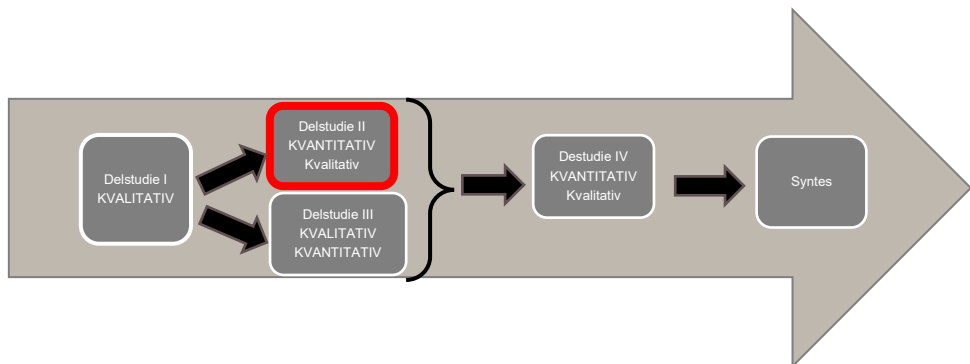 Delstudie I
KVALITATIV
Delstudie II
KVANTITATIV
Kvalitativ
Delstudie III
KVALITATIV
KVANTITATIV
Destudie IV
KVANTITATIV
Kvalitativ
Syntes